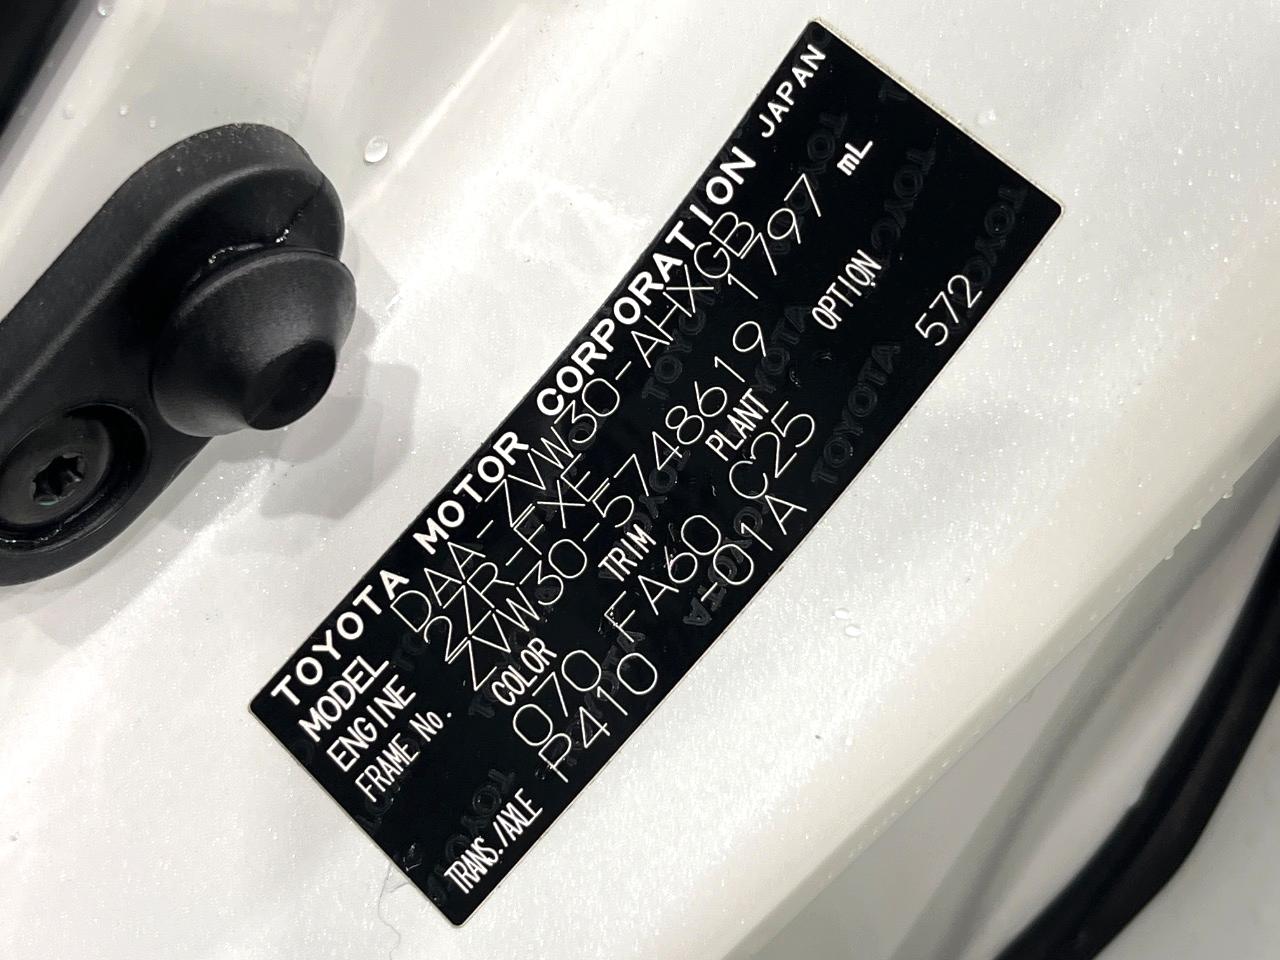 TOYOTA MOTOR CORPORATION JAPAN
MODEL DAA-ZVW30-AHXGB
ENGINE 2ZR-FXE 1797 mL
FRAME No. ZVW30-5748619
COLOR TRIM PLANT OPTION
070 FA60 C25 572
TRANS./AXLE P410 -01A